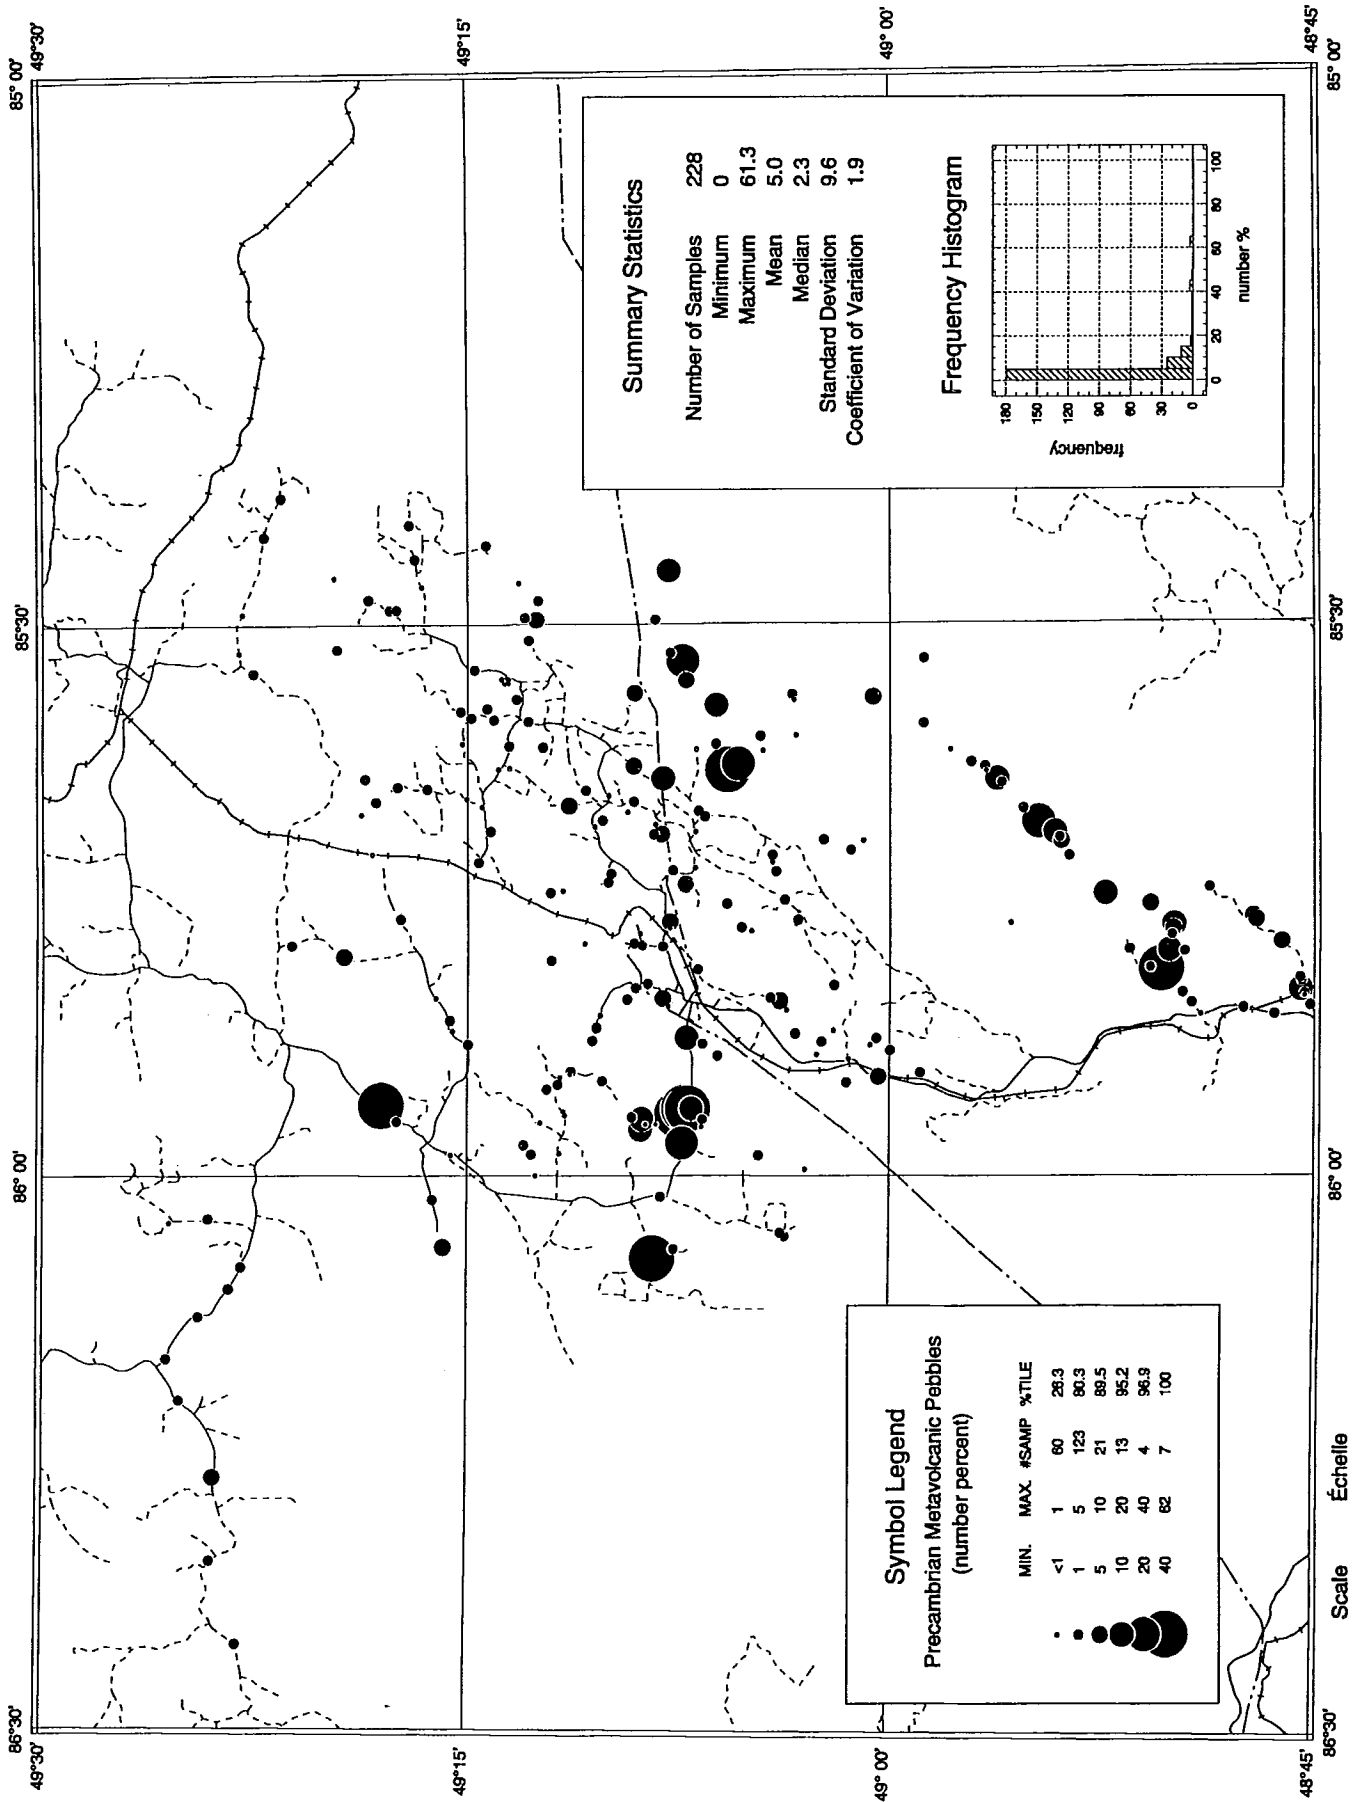 86°30'
86° 00'
85°30'
85° 00'
49°30'
49°30'
49°15'
49°15'
49° 00'
49° 00'
48°45'
48°45'
86°30'
86° 00'
85°30'
85° 00'
Summary Statistics
Number of Samples 228
Minimum 0
Maximum 61.3
Mean 5.0
Median 2.3
Standard Deviation 9.6
Coefficient of Variation 1.9
Frequency Histogram
frequency
180
150
120
90
60
30
0
0 20 40 60 80 100
number %
Symbol Legend
Precambrian Metavolcanic Pebbles
(number percent)
MIN. MAX. #SAMP %TILE
<1 1 60 26.3
1 5 123 80.3
5 10 21 89.5
10 20 13 95.2
20 40 4 96.9
40 62 7 100
Scale Échelle